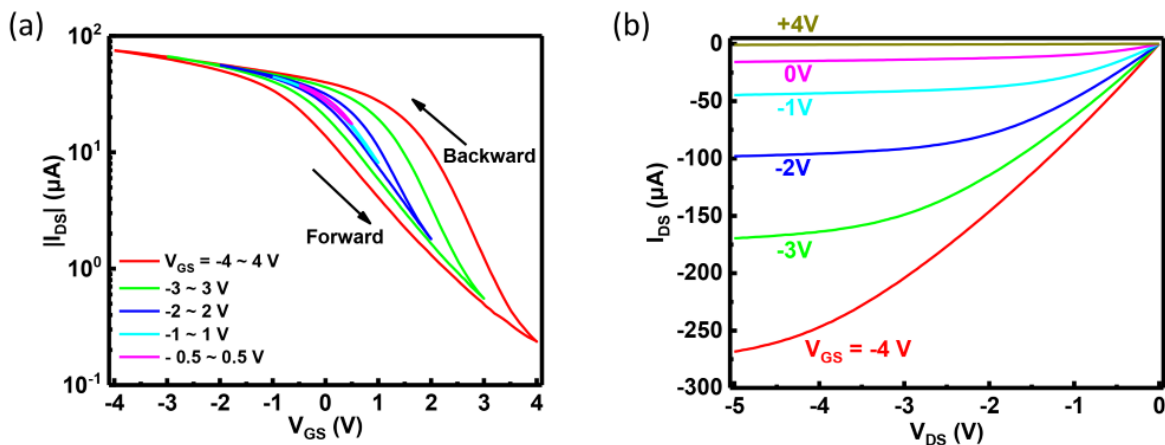 (a)
10²
10¹
10⁰
10⁻¹
|I_DS| (µA)
Backward
Forward
V_GS = -4 ~ 4 V
-3 ~ 3 V
-2 ~ 2 V
-1 ~ 1 V
- 0.5 ~ 0.5 V
-4 -3 -2 -1 0 1 2 3 4
V_GS (V)
(b)
+4V
0
0V
-50
-1V
-100
-2V
-150
-3V
-200
-250
V_GS = -4 V
-300
I_DS (µA)
-5 -4 -3 -2 -1 0
V_DS (V)